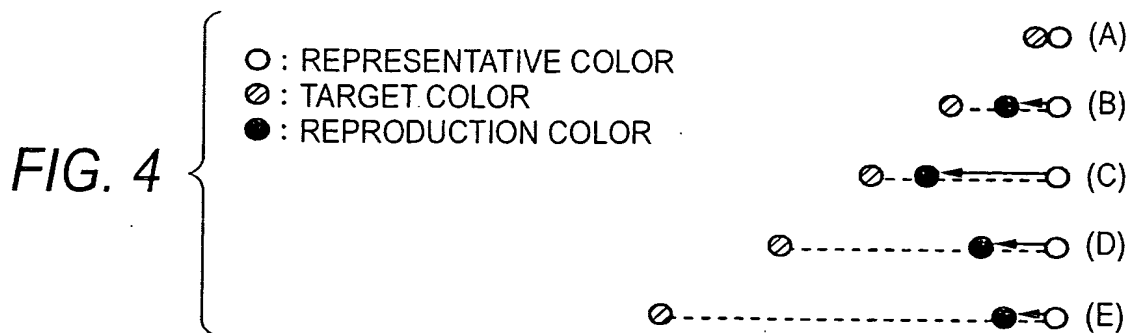 FIG. 4
○ : REPRESENTATIVE COLOR
◍ : TARGET COLOR
● : REPRODUCTION COLOR
(A)
(B)
(C)
(D)
(E)